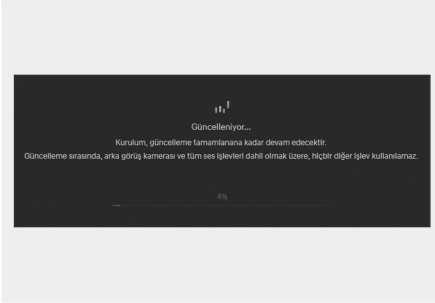 Güncelleniyor...
Kurulum, güncelleme tamamlanana kadar devam edecektir.
Güncelleme sırasında, arka görüş kamerası ve tüm ses işlevleri dahil olmak üzere, hiçbir diğer işlev kullanılamaz.
4%